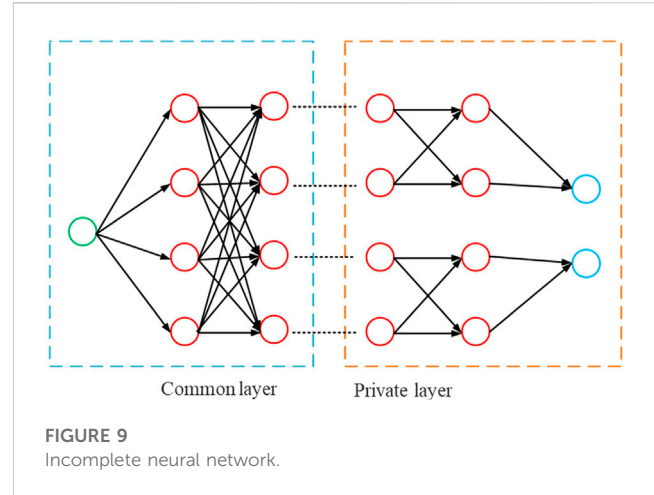 Common layer
Private layer
FIGURE 9
Incomplete neural network.